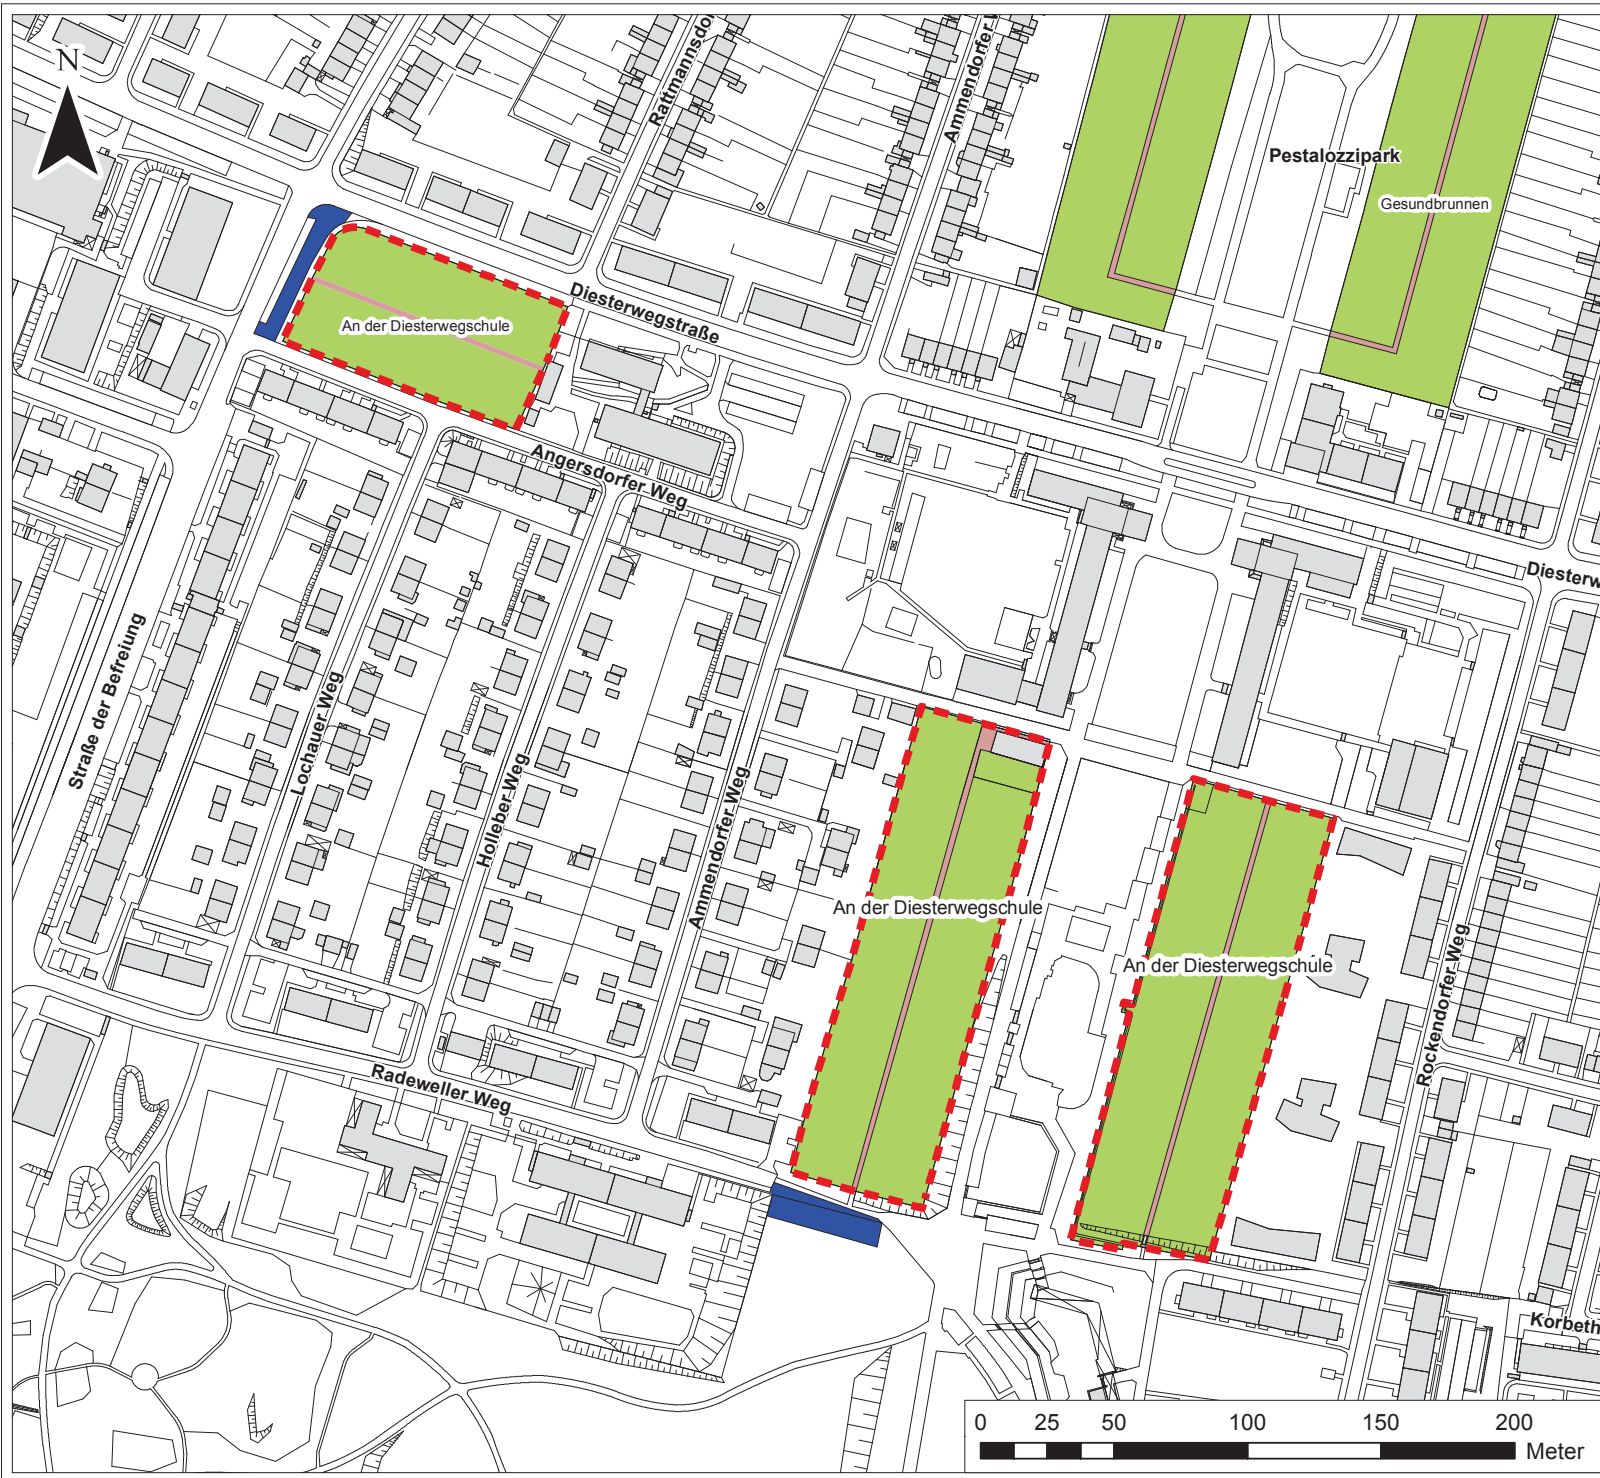 N
Rattmannsdo
Ammendorfer W
Pestalozzipark
Gesundbrunnen
Diesterwegstraße
An der Diesterwegschule
Angersdorfer Weg
Diesterw
Straße der Befreiung
Lochauer Weg
Holleber Weg
Ammendorfer Weg
An der Diesterwegschule
An der Diesterwegschule
Rockendorfer Weg
Radeweller Weg
Korbeth
0 25 50 100 150 200
Meter